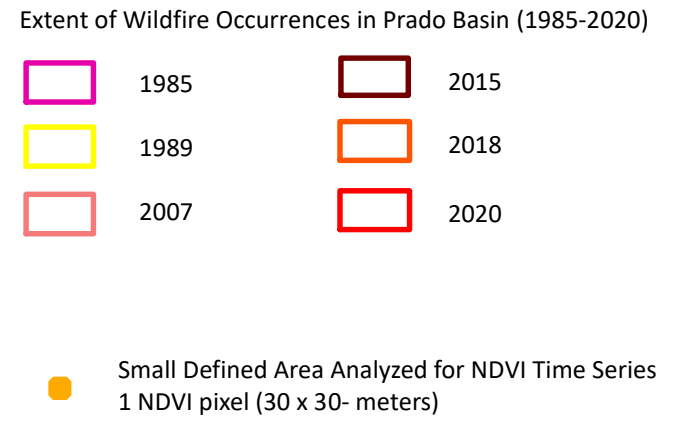 Extent of Wildfire Occurrences in Prado Basin (1985-2020)
1985
1989
2007
2015
2018
2020
Small Defined Area Analyzed for NDVI Time Series
1 NDVI pixel (30 x 30- meters)